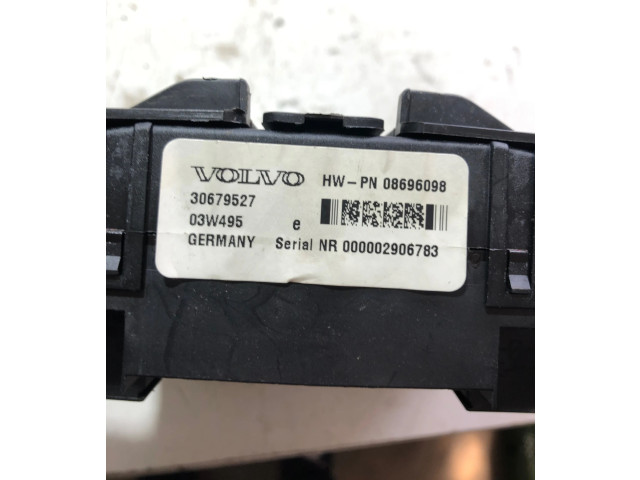 VOLVO HW-PN 08696098
30679527
03W495 e
GERMANY Serial NR 000002906783